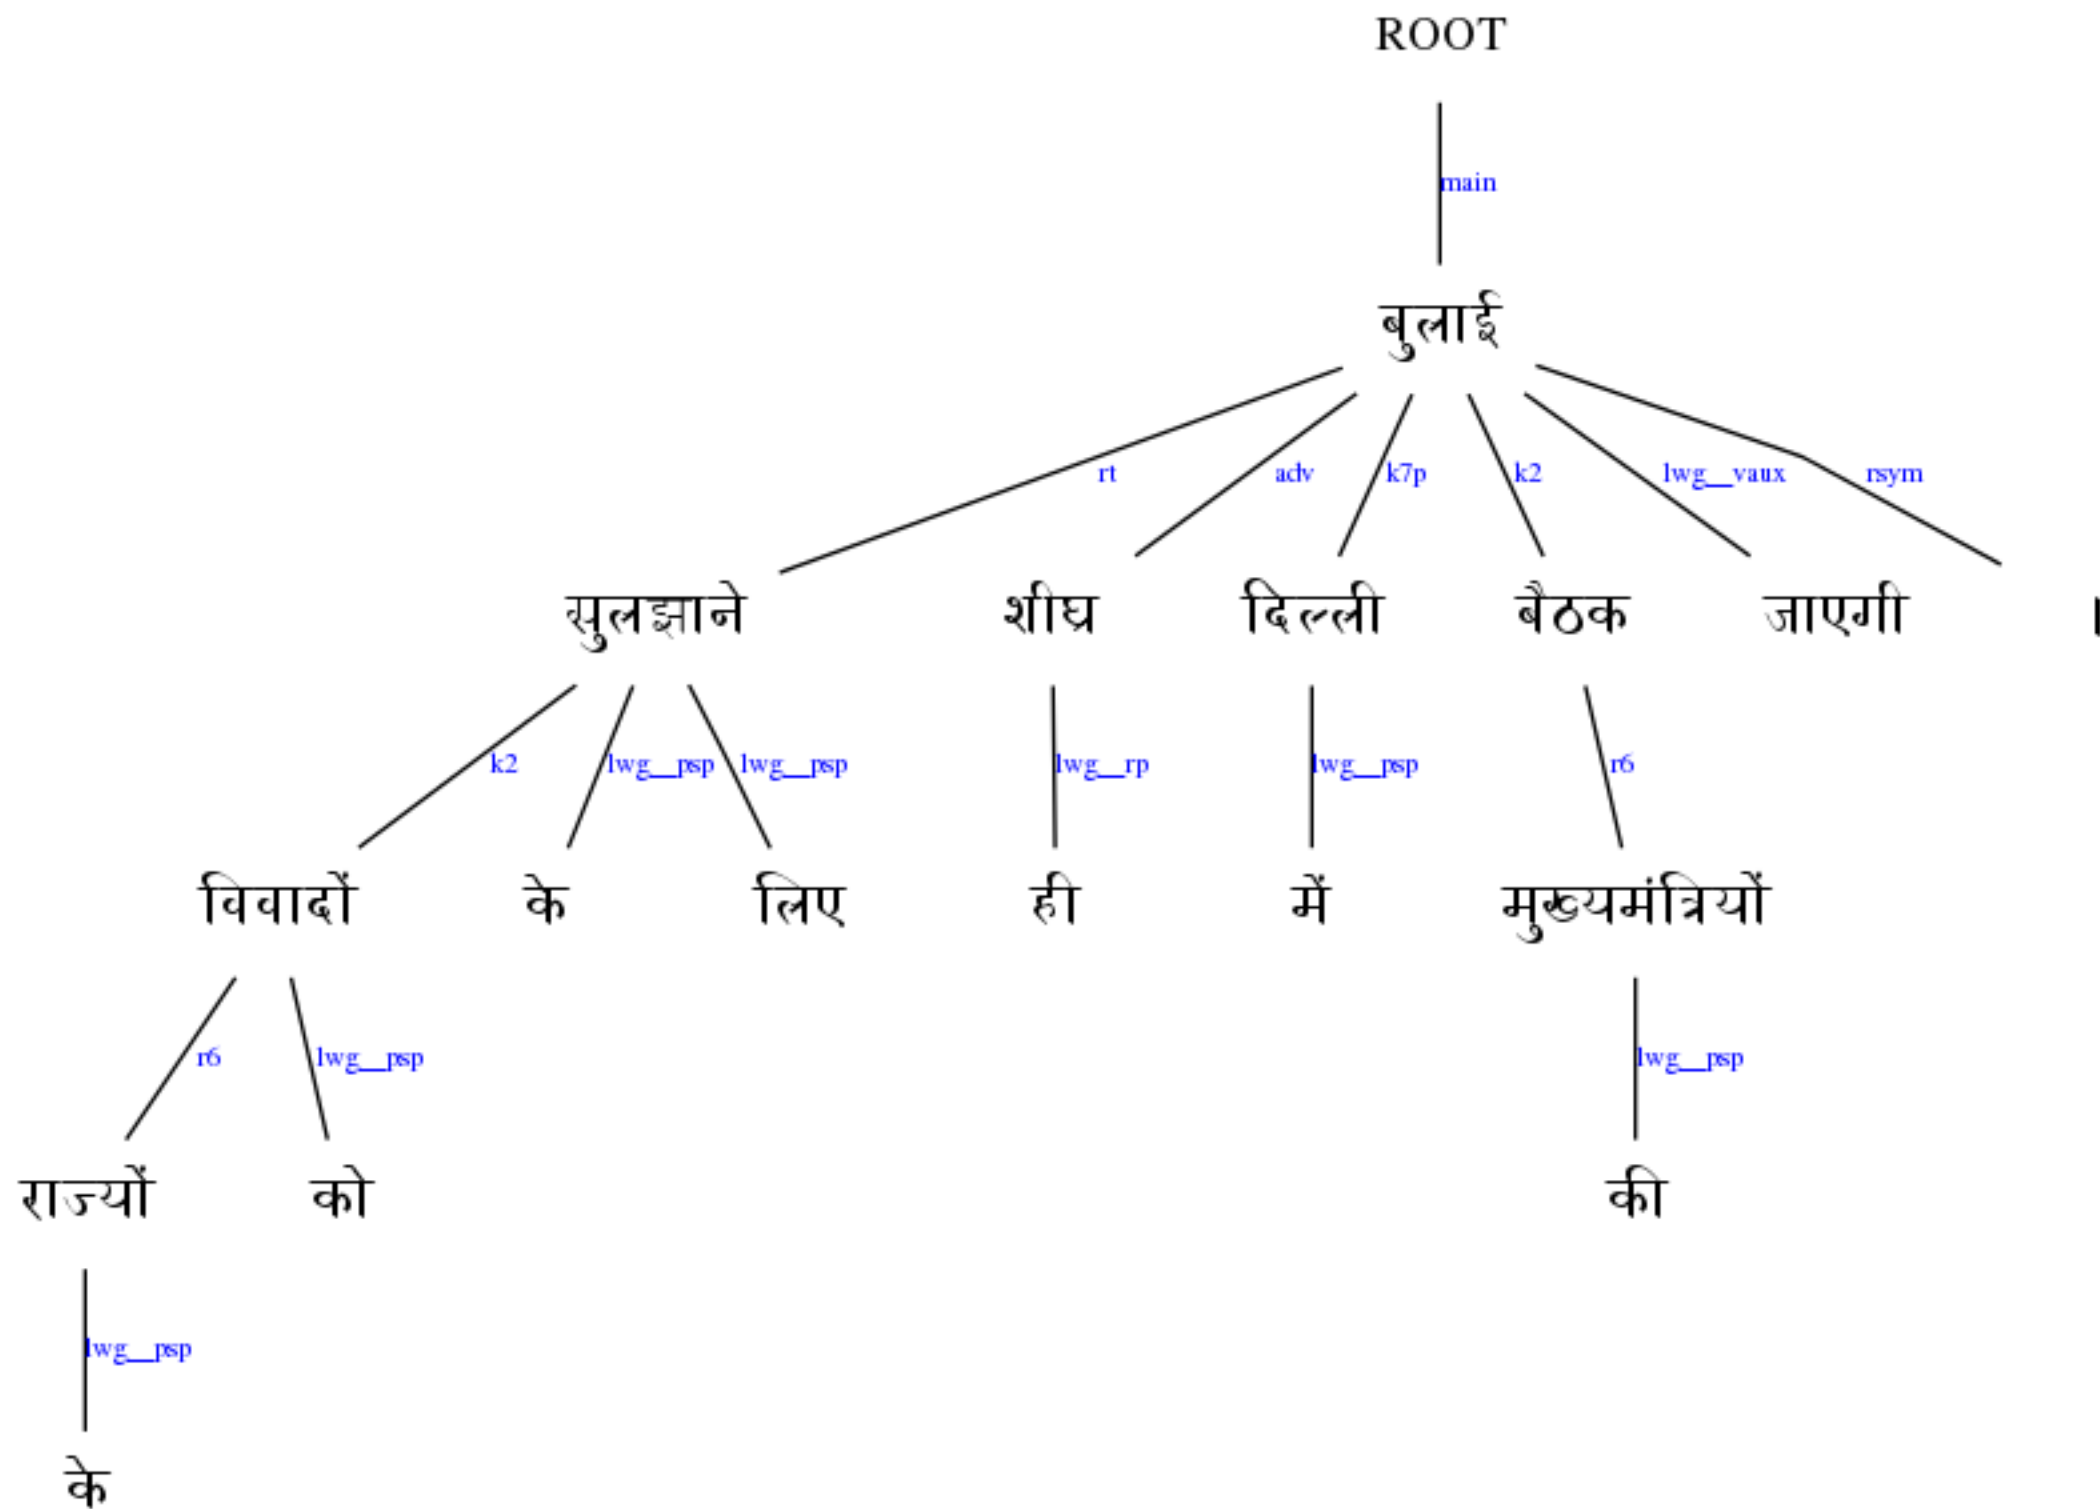 ROOT
main
बुलाई
rt adv k7p k2 lwg__vaux rsym
सुलझाने शीघ्र दिल्ली बैठक जाएगी ।
k2 lwg__psp lwg__psp lwg__rp lwg__psp r6
विवादों के लिए ही में मुख्यमंत्रियों
r6 lwg__psp lwg__psp
राज्यों को की
lwg__psp
के